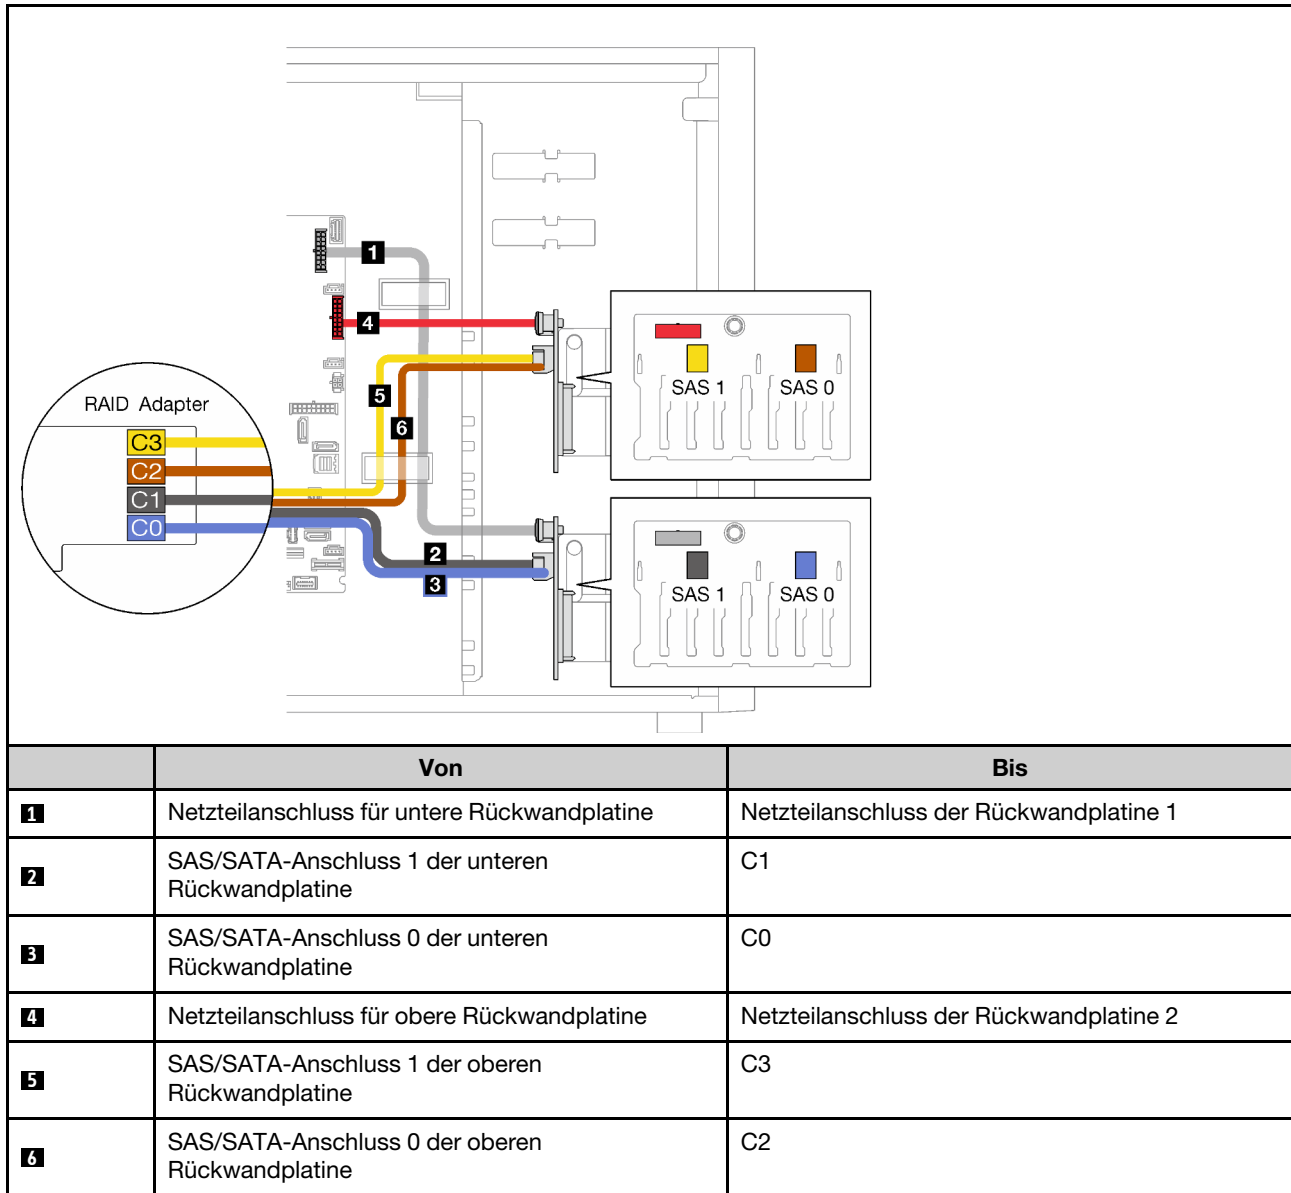 1
4
5
6
RAID Adapter
C3
C2
C1
C0
2
3
SAS 1 SAS 0
SAS 1 SAS 0
Von Bis
1 Netzteilanschluss für untere Rückwandplatine Netzteilanschluss der Rückwandplatine 1
2 SAS/SATA-Anschluss 1 der unteren
Rückwandplatine
C1
3 SAS/SATA-Anschluss 0 der unteren
Rückwandplatine
C0
4 Netzteilanschluss für obere Rückwandplatine Netzteilanschluss der Rückwandplatine 2
5 SAS/SATA-Anschluss 1 der oberen
Rückwandplatine
C3
6 SAS/SATA-Anschluss 0 der oberen
Rückwandplatine
C2